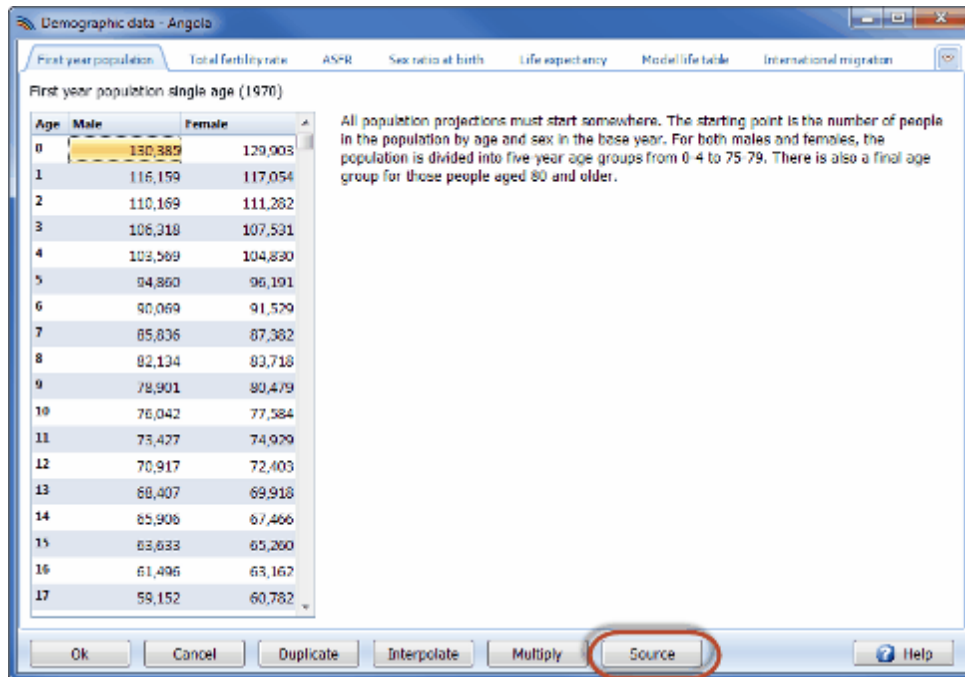 Demographic data - Angola
First year population Total fertility rate ASFR Sex ratio at birth Life expectancy Model life table International migration
First year population single age (1970)
Age Male Female
0 130,385 129,903
1 116,159 117,054
2 110,169 111,282
3 106,318 107,531
4 103,569 104,830
5 94,860 96,191
6 90,069 91,529
7 85,836 87,382
8 82,134 83,718
9 78,901 80,479
10 76,042 77,584
11 73,427 74,929
12 70,917 72,403
13 68,407 69,918
14 65,906 67,466
15 63,633 65,260
16 61,496 63,162
17 59,152 60,782
All population projections must start somewhere. The starting point is the number of people
in the population by age and sex in the base year. For both males and females, the
population is divided into five-year age groups from 0-4 to 75-79. There is also a final age
group for those people aged 80 and older.
Ok Cancel Duplicate Interpolate Multiply Source Help